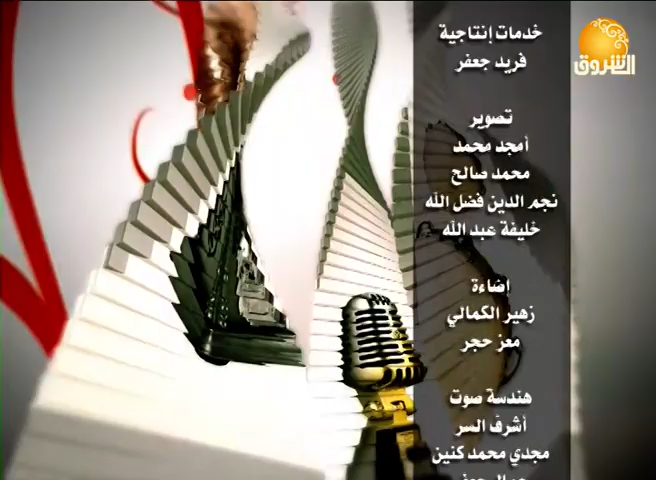 خدمات إنتاجية
فريد جعفر
تصوير
أمجد محمد
محمد صالح
نجم الدين فضل الله
خليفة عبد الله
إضاءة
زهير الكمالي
معز حجر
هندسة صوت
أشرف السر
مجدي محمد كنين
الشروق